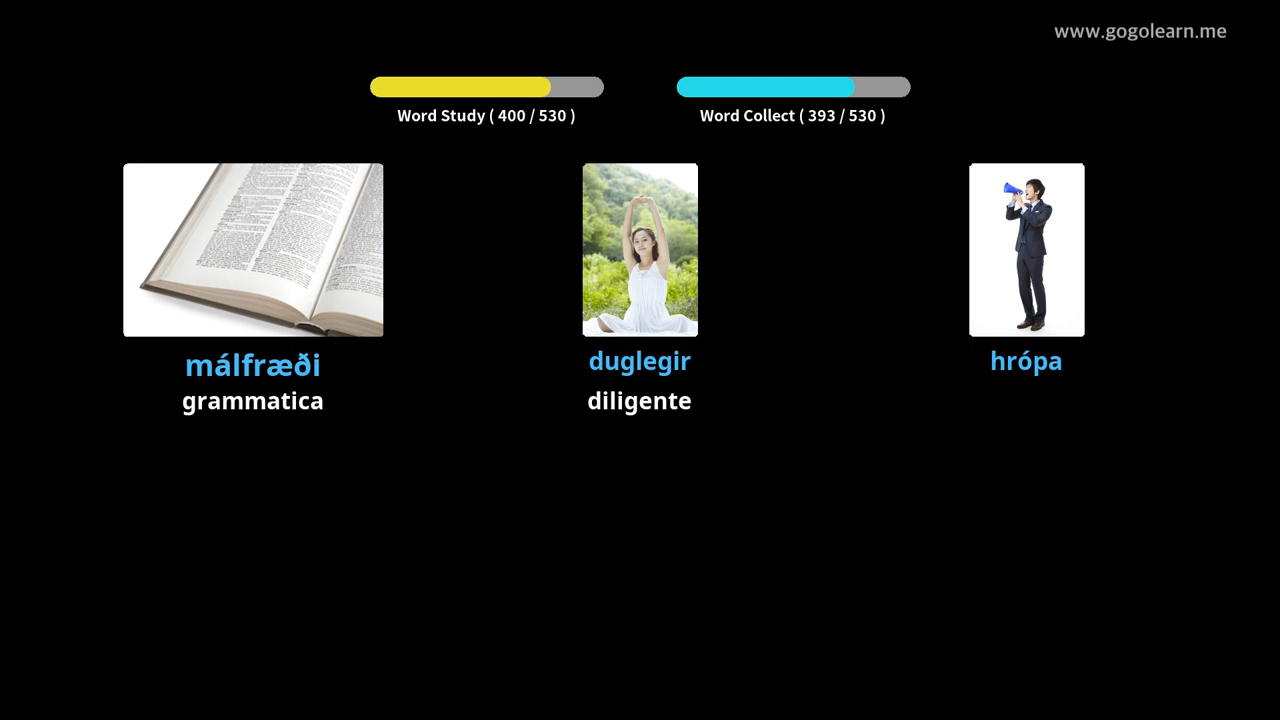 www.gogolearn.me
Word Study ( 400 / 530 )
Word Collect ( 393 / 530 )
málfræði
duglegir
hrópa
grammatica
diligente